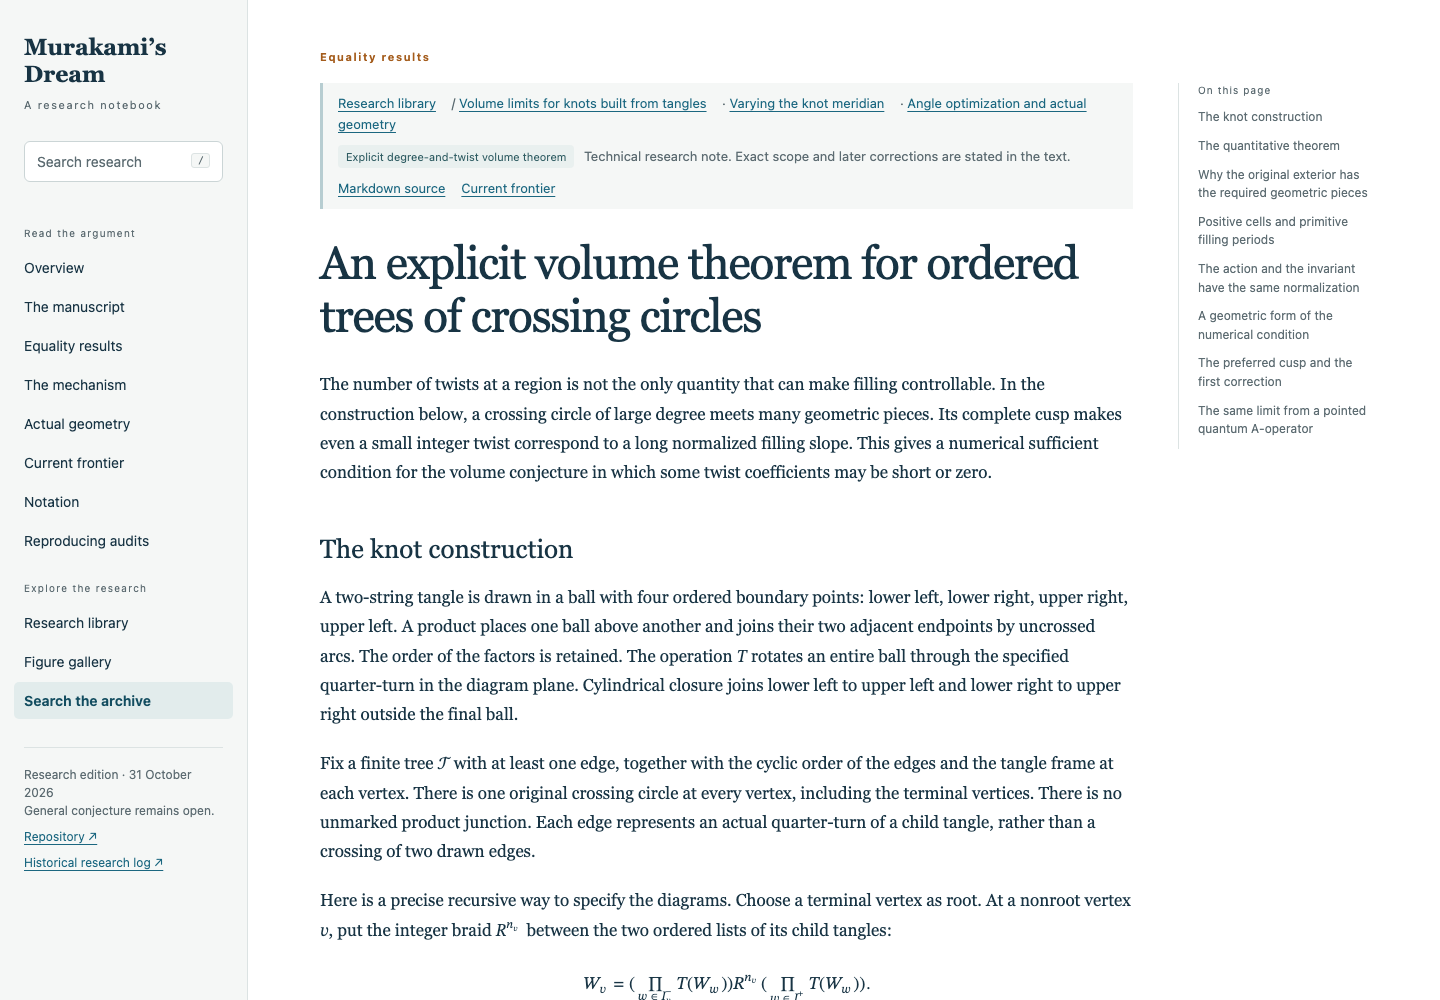 Murakami’s
Dream
A research notebook
Search research /
Read the argument
Overview
The manuscript
Equality results
The mechanism
Actual geometry
Current frontier
Notation
Reproducing audits
Explore the research
Research library
Figure gallery
Search the archive
Research edition · 31 October
2026
General conjecture remains open.
Repository ↗
Historical research log ↗
Equality results
Research library / Volume limits for knots built from tangles · Varying the knot meridian · Angle optimization and actual
geometry
Explicit degree-and-twist volume theorem Technical research note. Exact scope and later corrections are stated in the text.
Markdown source Current frontier
An explicit volume theorem for ordered
trees of crossing circles
The number of twists at a region is not the only quantity that can make filling controllable. In the
construction below, a crossing circle of large degree meets many geometric pieces. Its complete cusp makes
even a small integer twist correspond to a long normalized filling slope. This gives a numerical sufficient
condition for the volume conjecture in which some twist coefficients may be short or zero.
The knot construction
A two-string tangle is drawn in a ball with four ordered boundary points: lower left, lower right, upper right,
upper left. A product places one ball above another and joins their two adjacent endpoints by uncrossed
arcs. The order of the factors is retained. The operation T rotates an entire ball through the specified
quarter-turn in the diagram plane. Cylindrical closure joins lower left to upper left and lower right to upper
right outside the final ball.
Fix a finite tree 𝒯 with at least one edge, together with the cyclic order of the edges and the tangle frame at
each vertex. There is one original crossing circle at every vertex, including the terminal vertices. There is no
unmarked product junction. Each edge represents an actual quarter-turn of a child tangle, rather than a
crossing of two drawn edges.
Here is a precise recursive way to specify the diagrams. Choose a terminal vertex as root. At a nonroot vertex
v, put the integer braid R^{n_v} between the two ordered lists of its child tangles:
W_v = ( ∏ T(W_w))R^{n_v} ( ∏ T(W_w)).
On this page
The knot construction
The quantitative theorem
Why the original exterior has
the required geometric pieces
Positive cells and primitive
filling periods
The action and the invariant
have the same normalization
A geometric form of the
numerical condition
The preferred cusp and the
first correction
The same limit from a pointed
quantum A-operator